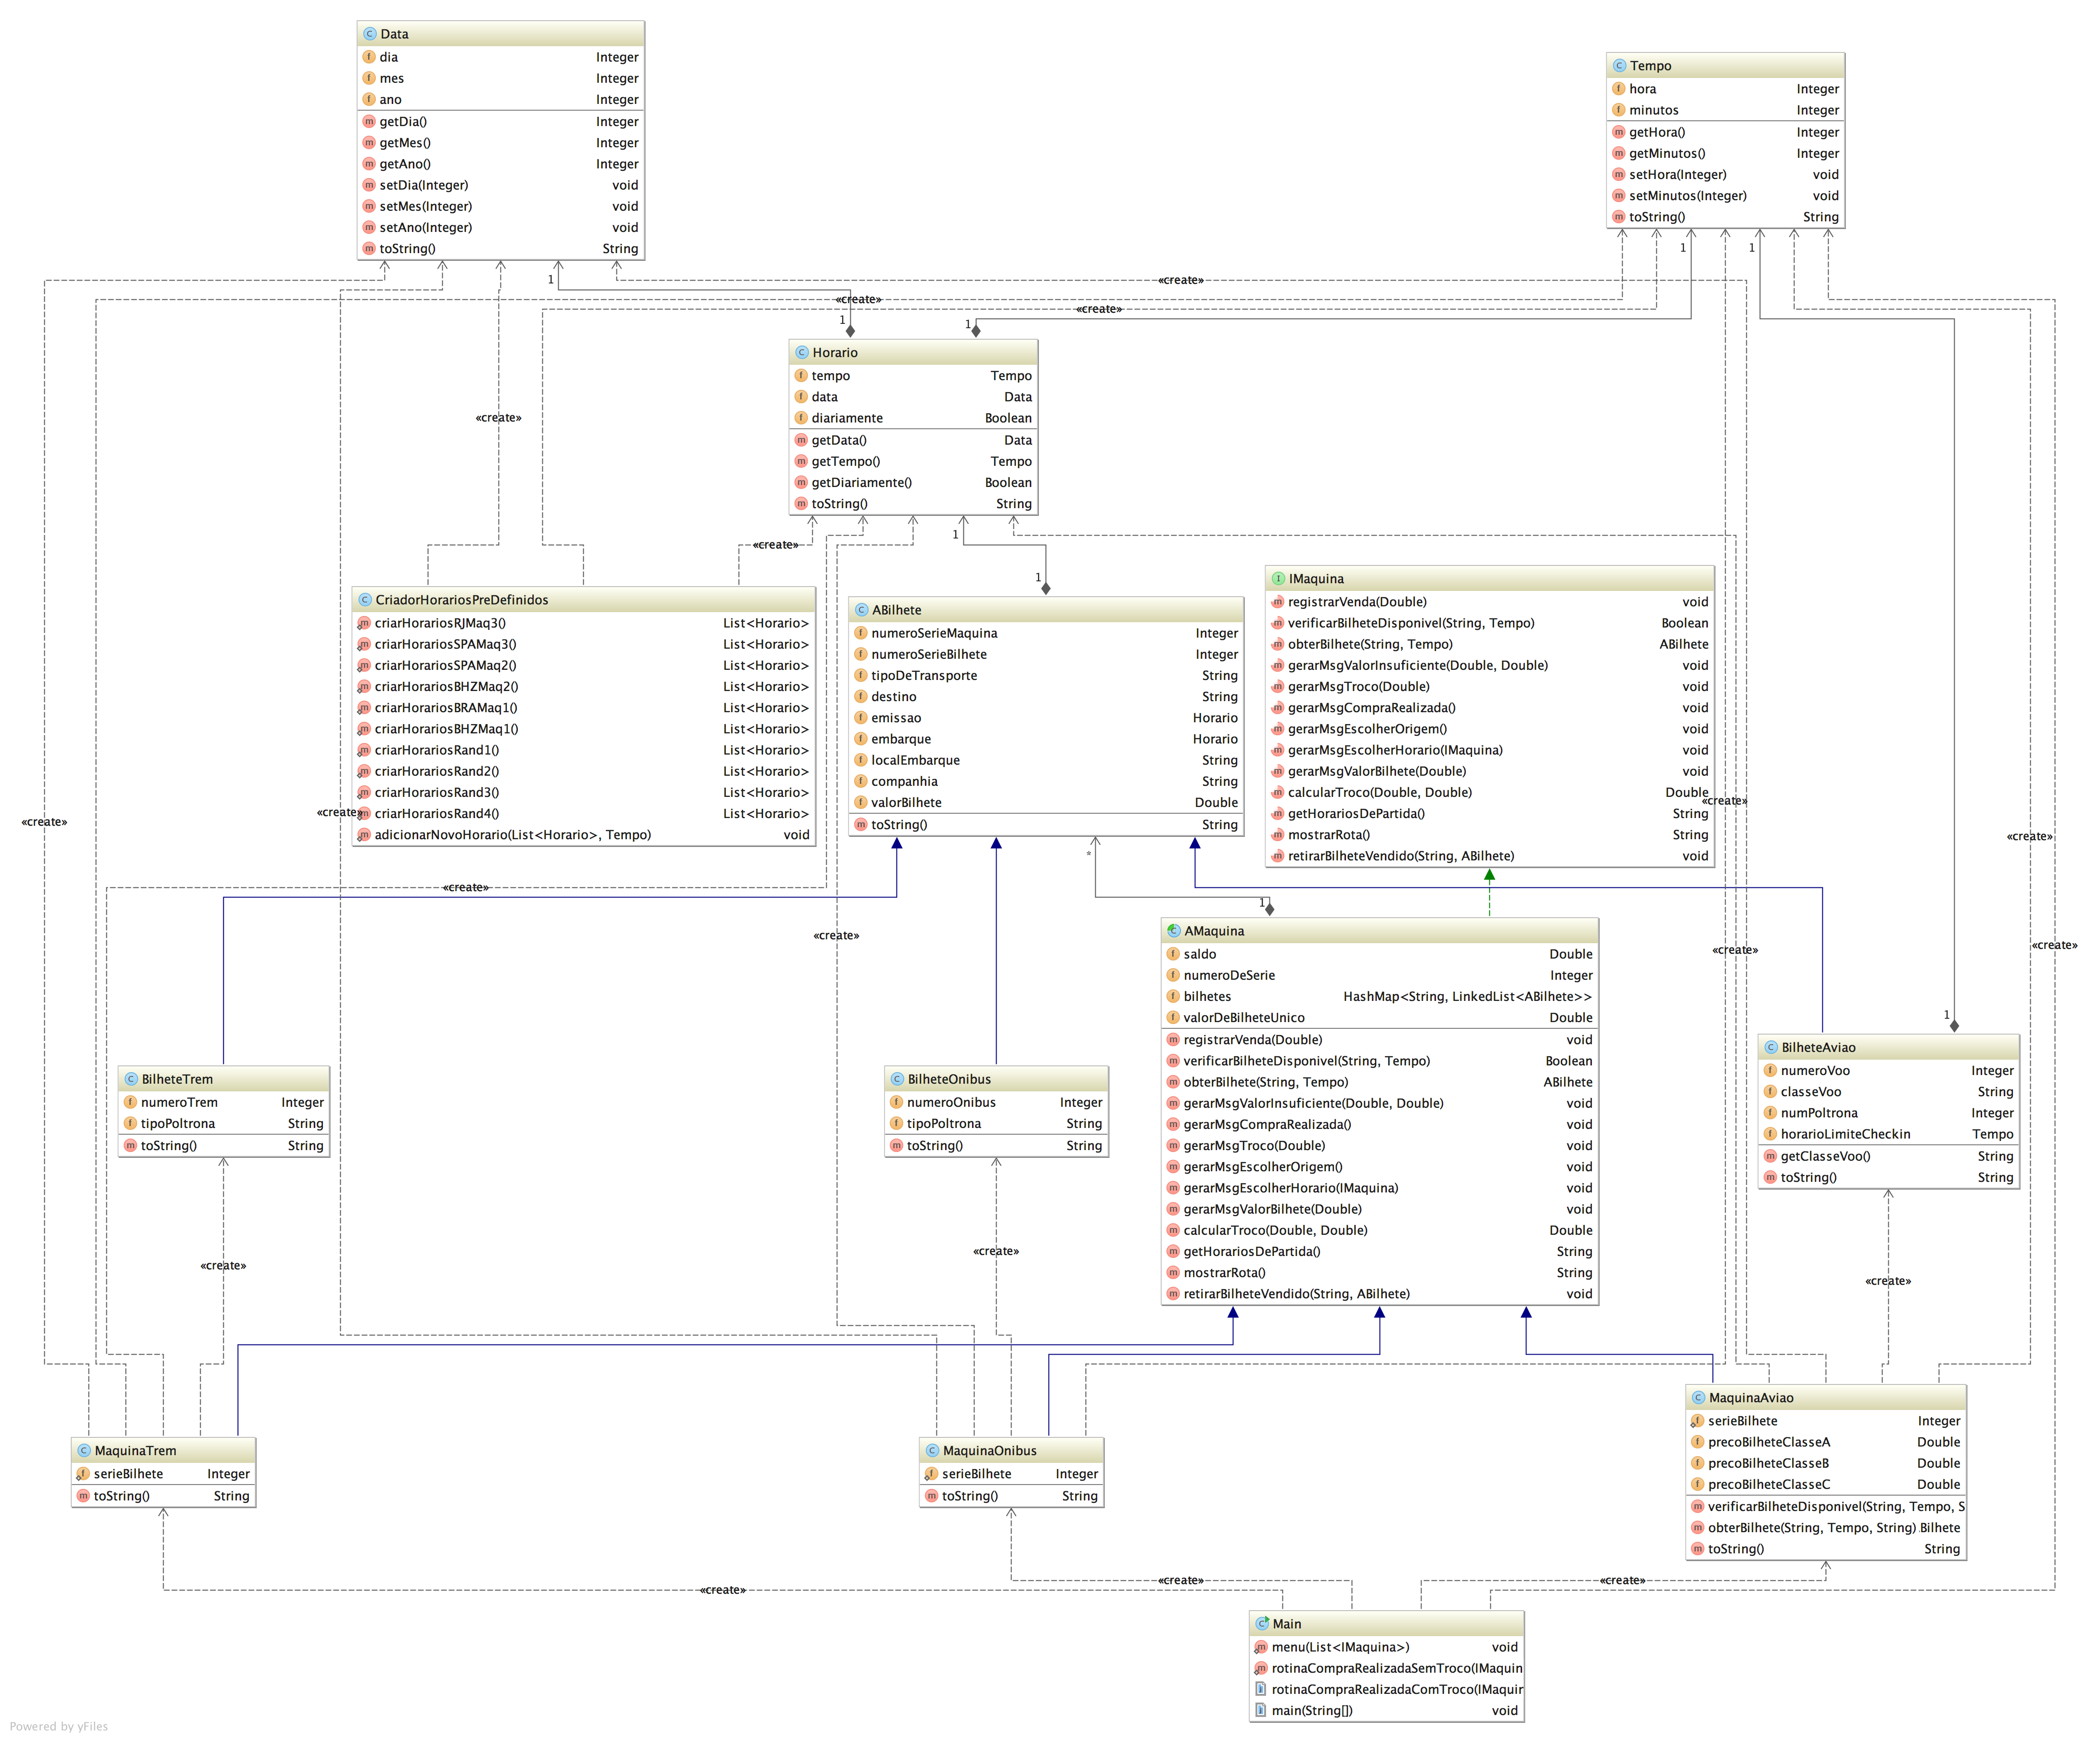 Data
dia Integer
mes Integer
ano Integer
getDia() Integer
getMes() Integer
getAno() Integer
setDia(Integer) void
setMes(Integer) void
setAno(Integer) void
toString() String
Tempo
hora Integer
minutos Integer
getHora() Integer
getMinutos() Integer
setHora(Integer) void
setMinutos(Integer) void
toString() String
1
1
1
«create»
«create»
«create»
1
1
Horario
tempo Tempo
data Data
diariamente Boolean
getData() Data
getTempo() Tempo
getDiariamente() Boolean
toString() String
«create»
«create»
1
1
CriadorHorariosPreDefinidos
criarHorariosRJMaq3() List<Horario>
criarHorariosSPAMaq3() List<Horario>
criarHorariosSPAMaq2() List<Horario>
criarHorariosBHZMaq2() List<Horario>
criarHorariosBRAMaq1() List<Horario>
criarHorariosBHZMaq1() List<Horario>
criarHorariosRand1() List<Horario>
criarHorariosRand2() List<Horario>
criarHorariosRand3() List<Horario>
criarHorariosRand4() List<Horario>
adicionarNovoHorario(List<Horario>, Tempo) void
ABilhete
numeroSerieMaquina Integer
numeroSerieBilhete Integer
tipoDeTransporte String
destino String
emissao Horario
embarque Horario
localEmbarque String
companhia String
valorBilhete Double
toString() String
IMaquina
registrarVenda(Double) void
verificarBilheteDisponivel(String, Tempo) Boolean
obterBilhete(String, Tempo) ABilhete
gerarMsgValorInsuficiente(Double, Double) void
gerarMsgTroco(Double) void
gerarMsgCompraRealizada() void
gerarMsgEscolherOrigem() void
gerarMsgEscolherHorario(IMaquina) void
gerarMsgValorBilhete(Double) void
calcularTroco(Double, Double) Double
getHorariosDePartida() String
mostrarRota() String
retirarBilheteVendido(String, ABilhete) void
«create»
«create»
«create»
«create»
*
1
«create»
«create»
«create»
«create»
AMaquina
saldo Double
numeroDeSerie Integer
bilhetes HashMap<String, LinkedList<ABilhete>>
valorDeBilheteUnico Double
registrarVenda(Double) void
verificarBilheteDisponivel(String, Tempo) Boolean
obterBilhete(String, Tempo) ABilhete
gerarMsgValorInsuficiente(Double, Double) void
gerarMsgCompraRealizada() void
gerarMsgTroco(Double) void
gerarMsgEscolherOrigem() void
gerarMsgEscolherHorario(IMaquina) void
gerarMsgValorBilhete(Double) void
calcularTroco(Double, Double) Double
getHorariosDePartida() String
mostrarRota() String
retirarBilheteVendido(String, ABilhete) void
1
BilheteTrem
numeroTrem Integer
tipoPoltrona String
toString() String
BilheteOnibus
numeroOnibus Integer
tipoPoltrona String
toString() String
BilheteAviao
numeroVoo Integer
classeVoo String
numPoltrona Integer
horarioLimiteCheckin Tempo
getClasseVoo() String
toString() String
«create»
«create»
«create»
MaquinaTrem
serieBilhete Integer
toString() String
MaquinaOnibus
serieBilhete Integer
toString() String
MaquinaAviao
serieBilhete Integer
precoBilheteClasseA Double
precoBilheteClasseB Double
precoBilheteClasseC Double
verificarBilheteDisponivel(String, Tempo, S
obterBilhete(String, Tempo, String) Bilhete
toString() String
«create»
«create»
«create»
Main
menu(List<IMaquina>) void
rotinaCompraRealizadaSemTroco(IMaquin
rotinaCompraRealizadaComTroco(IMaquir
main(String[]) void
Powered by yFiles